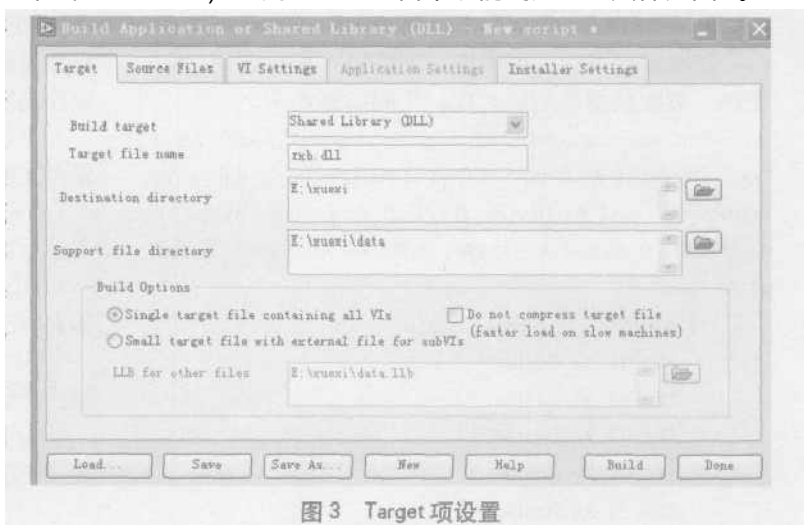 Build Application or Shared Library (DLL) - New script *
Target Source Files VI Settings Application Settings Installer Settings
Build target Shared Library (DLL)
Target file name rxb.dll
Destination directory E:\xuexi
Support file directory E:\xuexi\data
Build Options
Single target file containing all VIs
Do not compress target file
(faster load on slow machines)
Small target file with external file for subVIs
LLB for other files E:\xuexi\data.llb
Load... Save Save As... New Help Build Done
图3 Target项设置